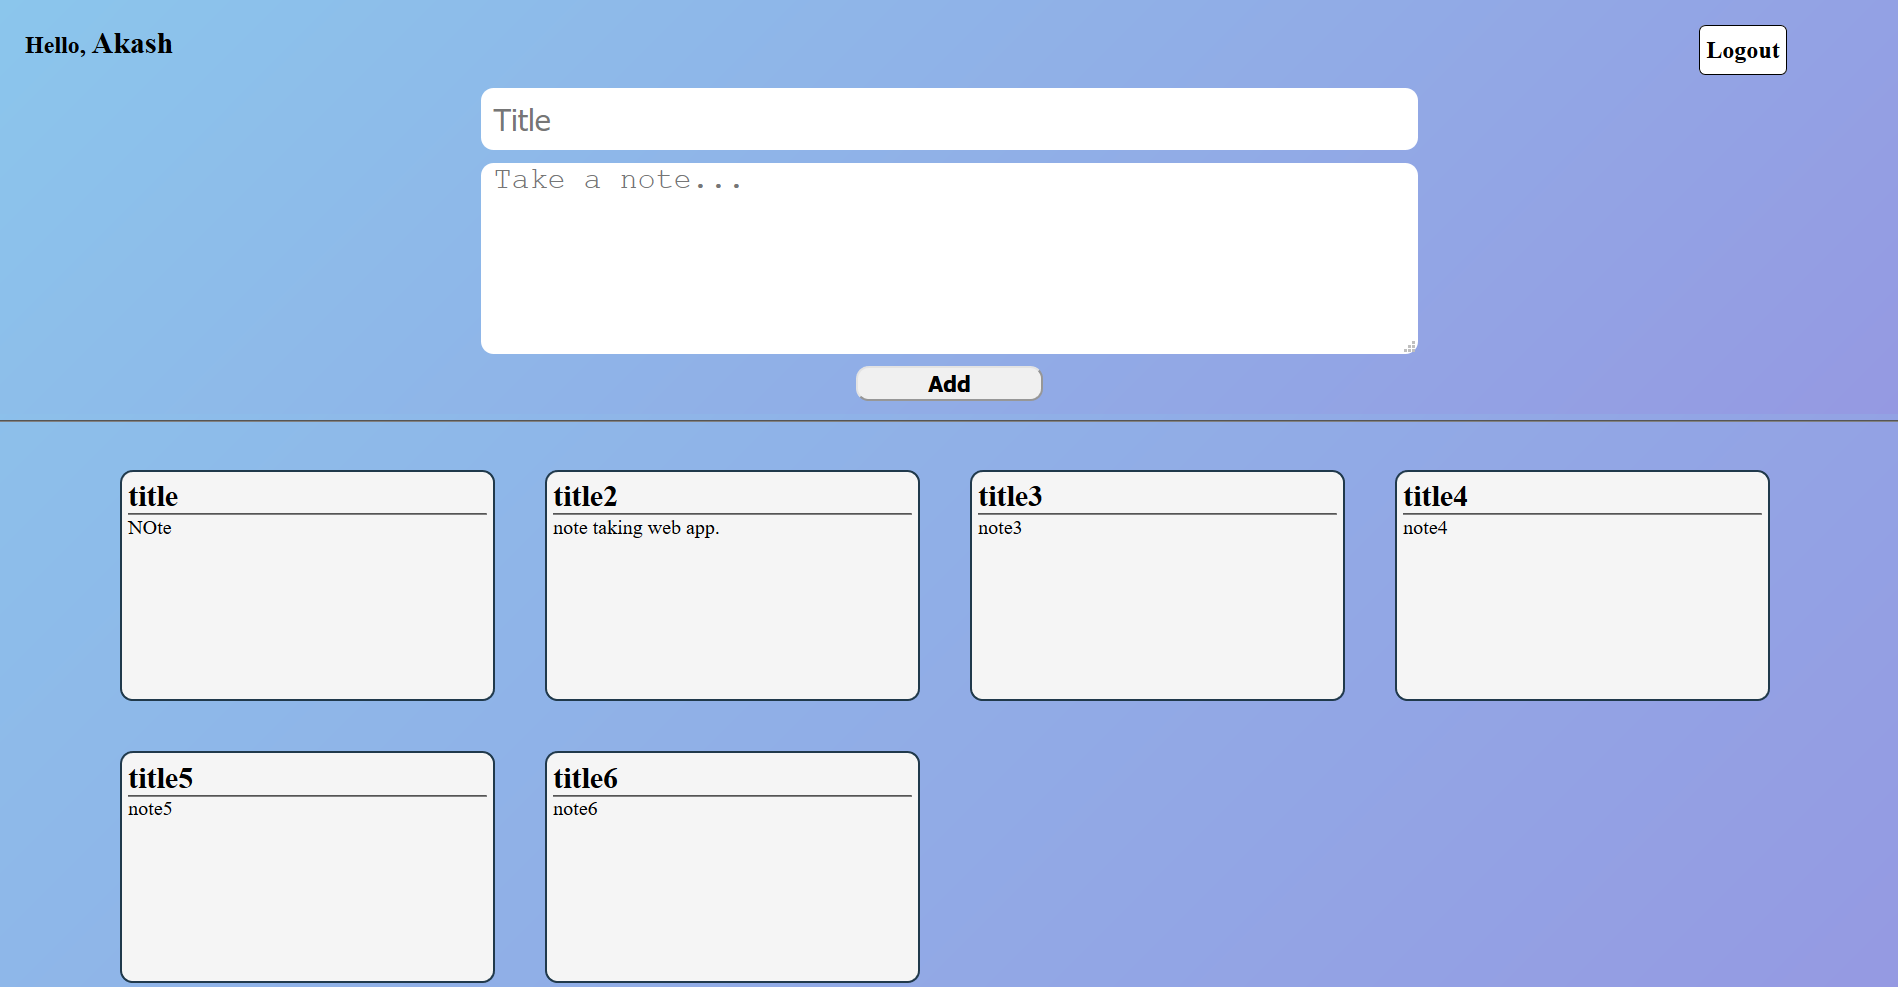 Hello, Akash
Logout
Title
Take a note...
Add
title
NOte
title2
note taking web app.
title3
note3
title4
note4
title5
note5
title6
note6